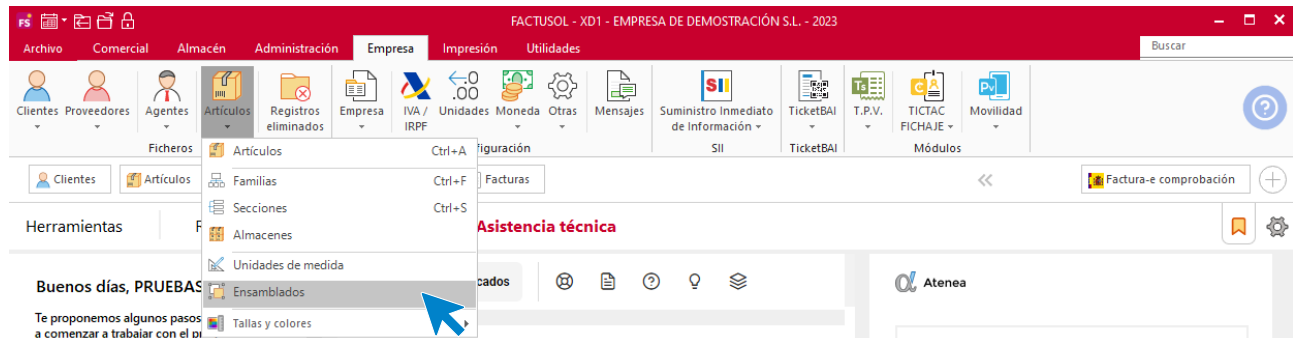 FS FACTUSOL - XD1 - EMPRESA DE DEMOSTRACIÓN S.L. - 2023
Archivo Comercial Almacén Administración Empresa Impresión Utilidades Buscar
Clientes Proveedores Agentes Artículos Registros eliminados Empresa IVA / IRPF Unidades Moneda Otras Mensajes Suministro Inmediato de Información TicketBAI T.P.V. TICTAC FICHAJE Movilidad
Ficheros figuración SII TicketBAI Módulos
Artículos Ctrl+A
Familias Ctrl+F
Secciones Ctrl+S
Almacenes
Unidades de medida
Ensamblados
Tallas y colores
Clientes Artículos Facturas Factura-e comprobación
Herramientas Asistencia técnica
Buenos días, PRUEBAS cados Atenea
Te proponemos algunos pasos
a comenzar a trabajar con el pr